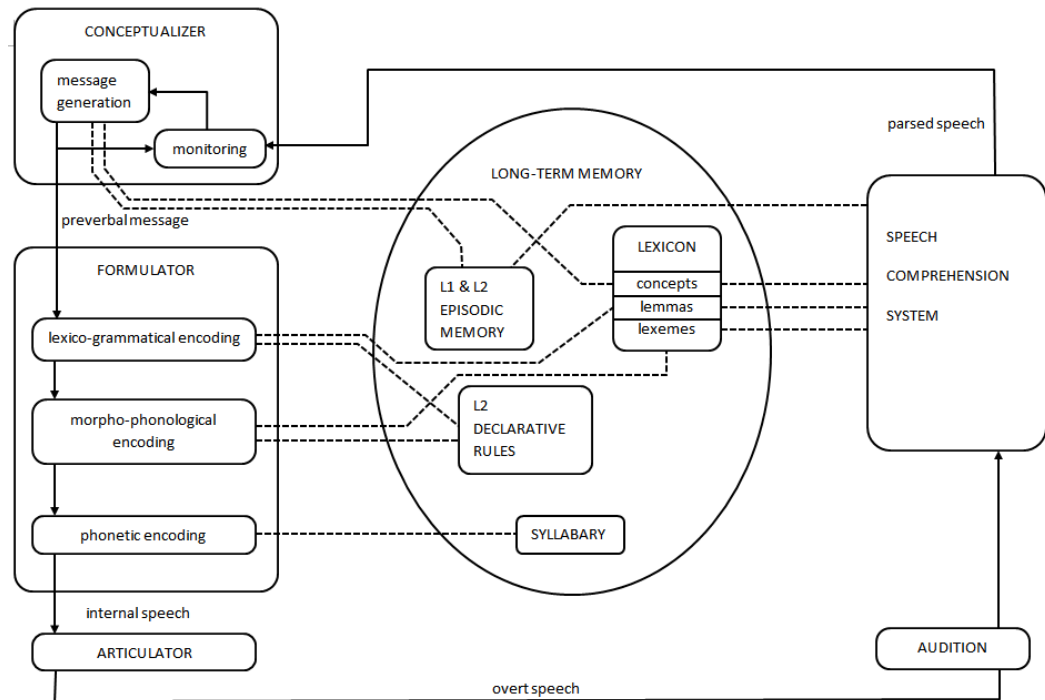 CONCEPTUALIZER
message
generation
monitoring
parsed speech
LONG-TERM MEMORY
preverbal message
LEXICON
concepts
lemmas
lexemes
L1 & L2
EPISODIC
MEMORY
SPEECH
COMPREHENSION
SYSTEM
FORMULATOR
lexico-grammatical encoding
morpho-phonological
encoding
L2
DECLARATIVE
RULES
phonetic encoding
SYLLABARY
internal speech
ARTICULATOR
AUDITION
overt speech